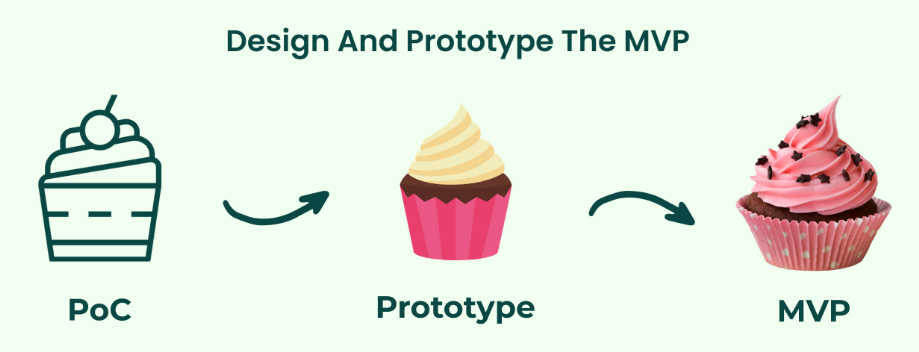 Design And Prototype The MVP
PoC
Prototype
MVP